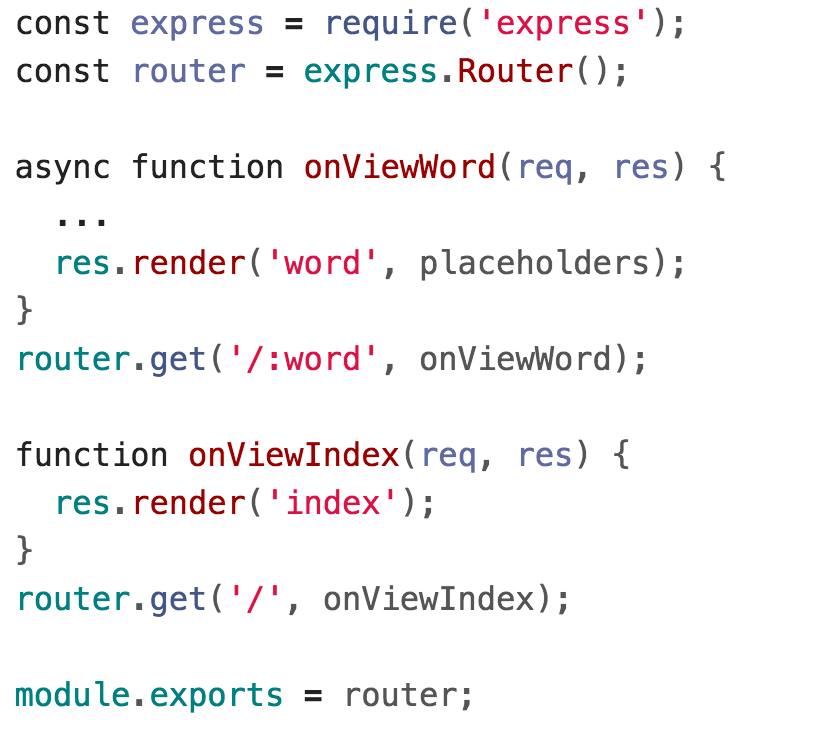 const express = require('express');
const router = express.Router();
async function onViewWord(req, res) {
  ...
  res.render('word', placeholders);
}
router.get('/:word', onViewWord);
function onViewIndex(req, res) {
  res.render('index');
}
router.get('/', onViewIndex);
module.exports = router;